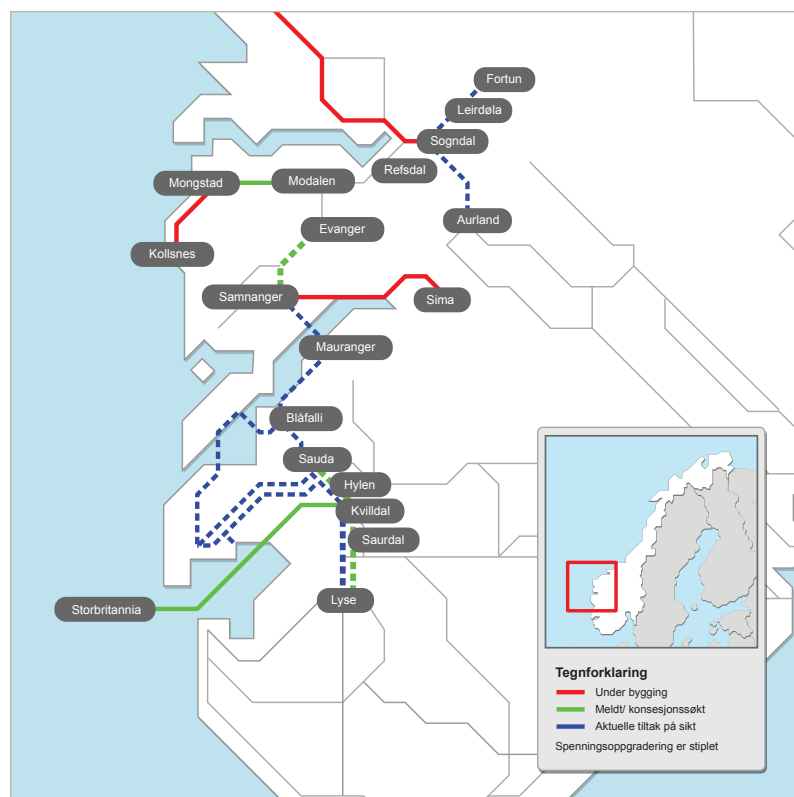 Fortun
Leirdøla
Sogndal
Refsdal
Mongstad
Modalen
Aurland
Evanger
Kollsnes
Samnanger
Sima
Mauranger
Blåfalli
Sauda
Hylen
Kvilldal
Saurdal
Lyse
Storbritannia
Tegnforklaring
Under bygging
Meldt/ konsesjonssøkt
Aktuelle tiltak på sikt
Spenningsoppgradering er stiplet